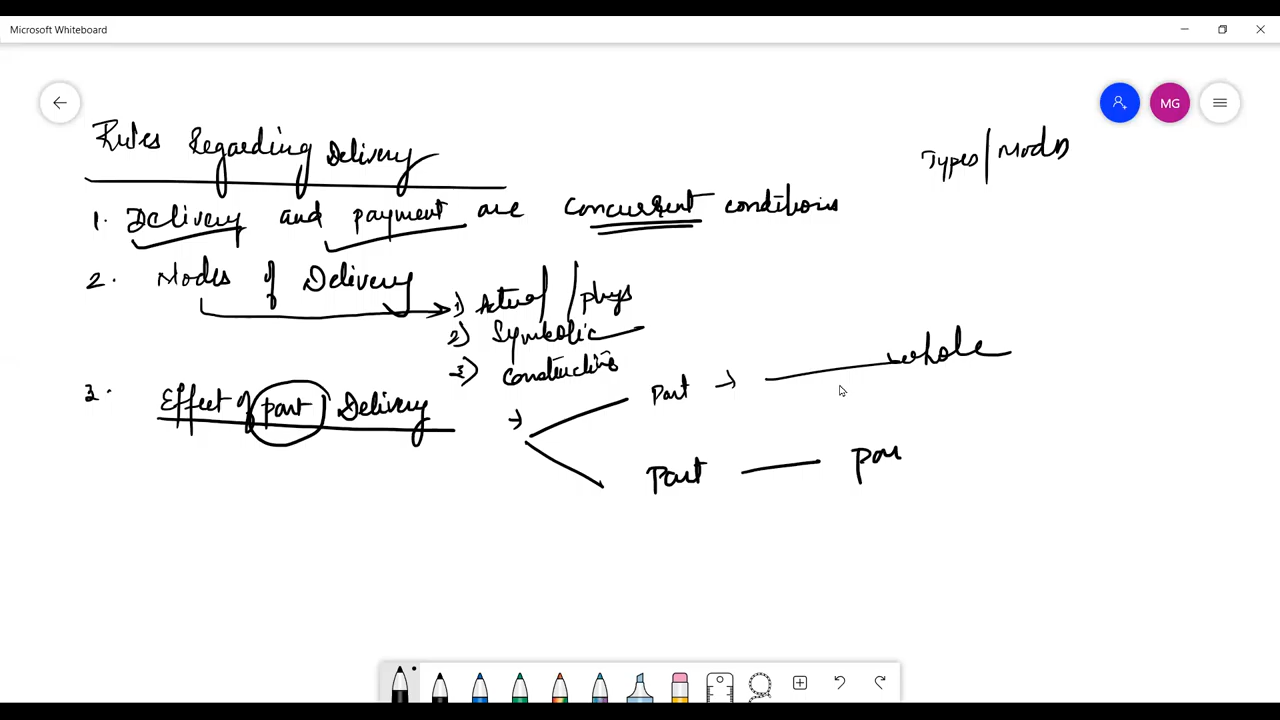 Microsoft Whiteboard
MG
Rules Regarding Delivery
Types/Modes
1. Delivery and payment are concurrent conditions
2. Modes of Delivery
1) Actual / phys
2) Symbolic
3) Constructive
3. Effect of part Delivery → part → whole
part — par